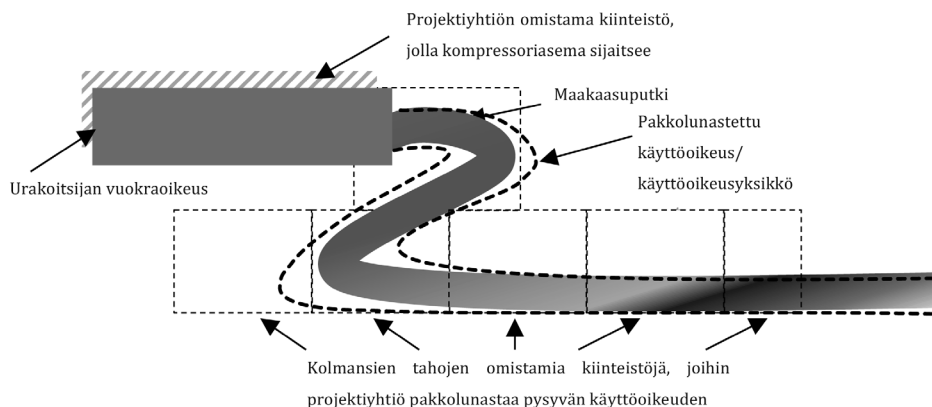 Projektiyhtiön omistama kiinteistö,
jolla kompressoriasema sijaitsee
Maakaasuputki
Pakkolunastettu
käyttöoikeus/
käyttöoikeusyksikkö
Urakoitsijan vuokraoikeus
Kolmansien tahojen omistamia kiinteistöjä, joihin
projektiyhtiö pakkolunastaa pysyvän käyttöoikeuden